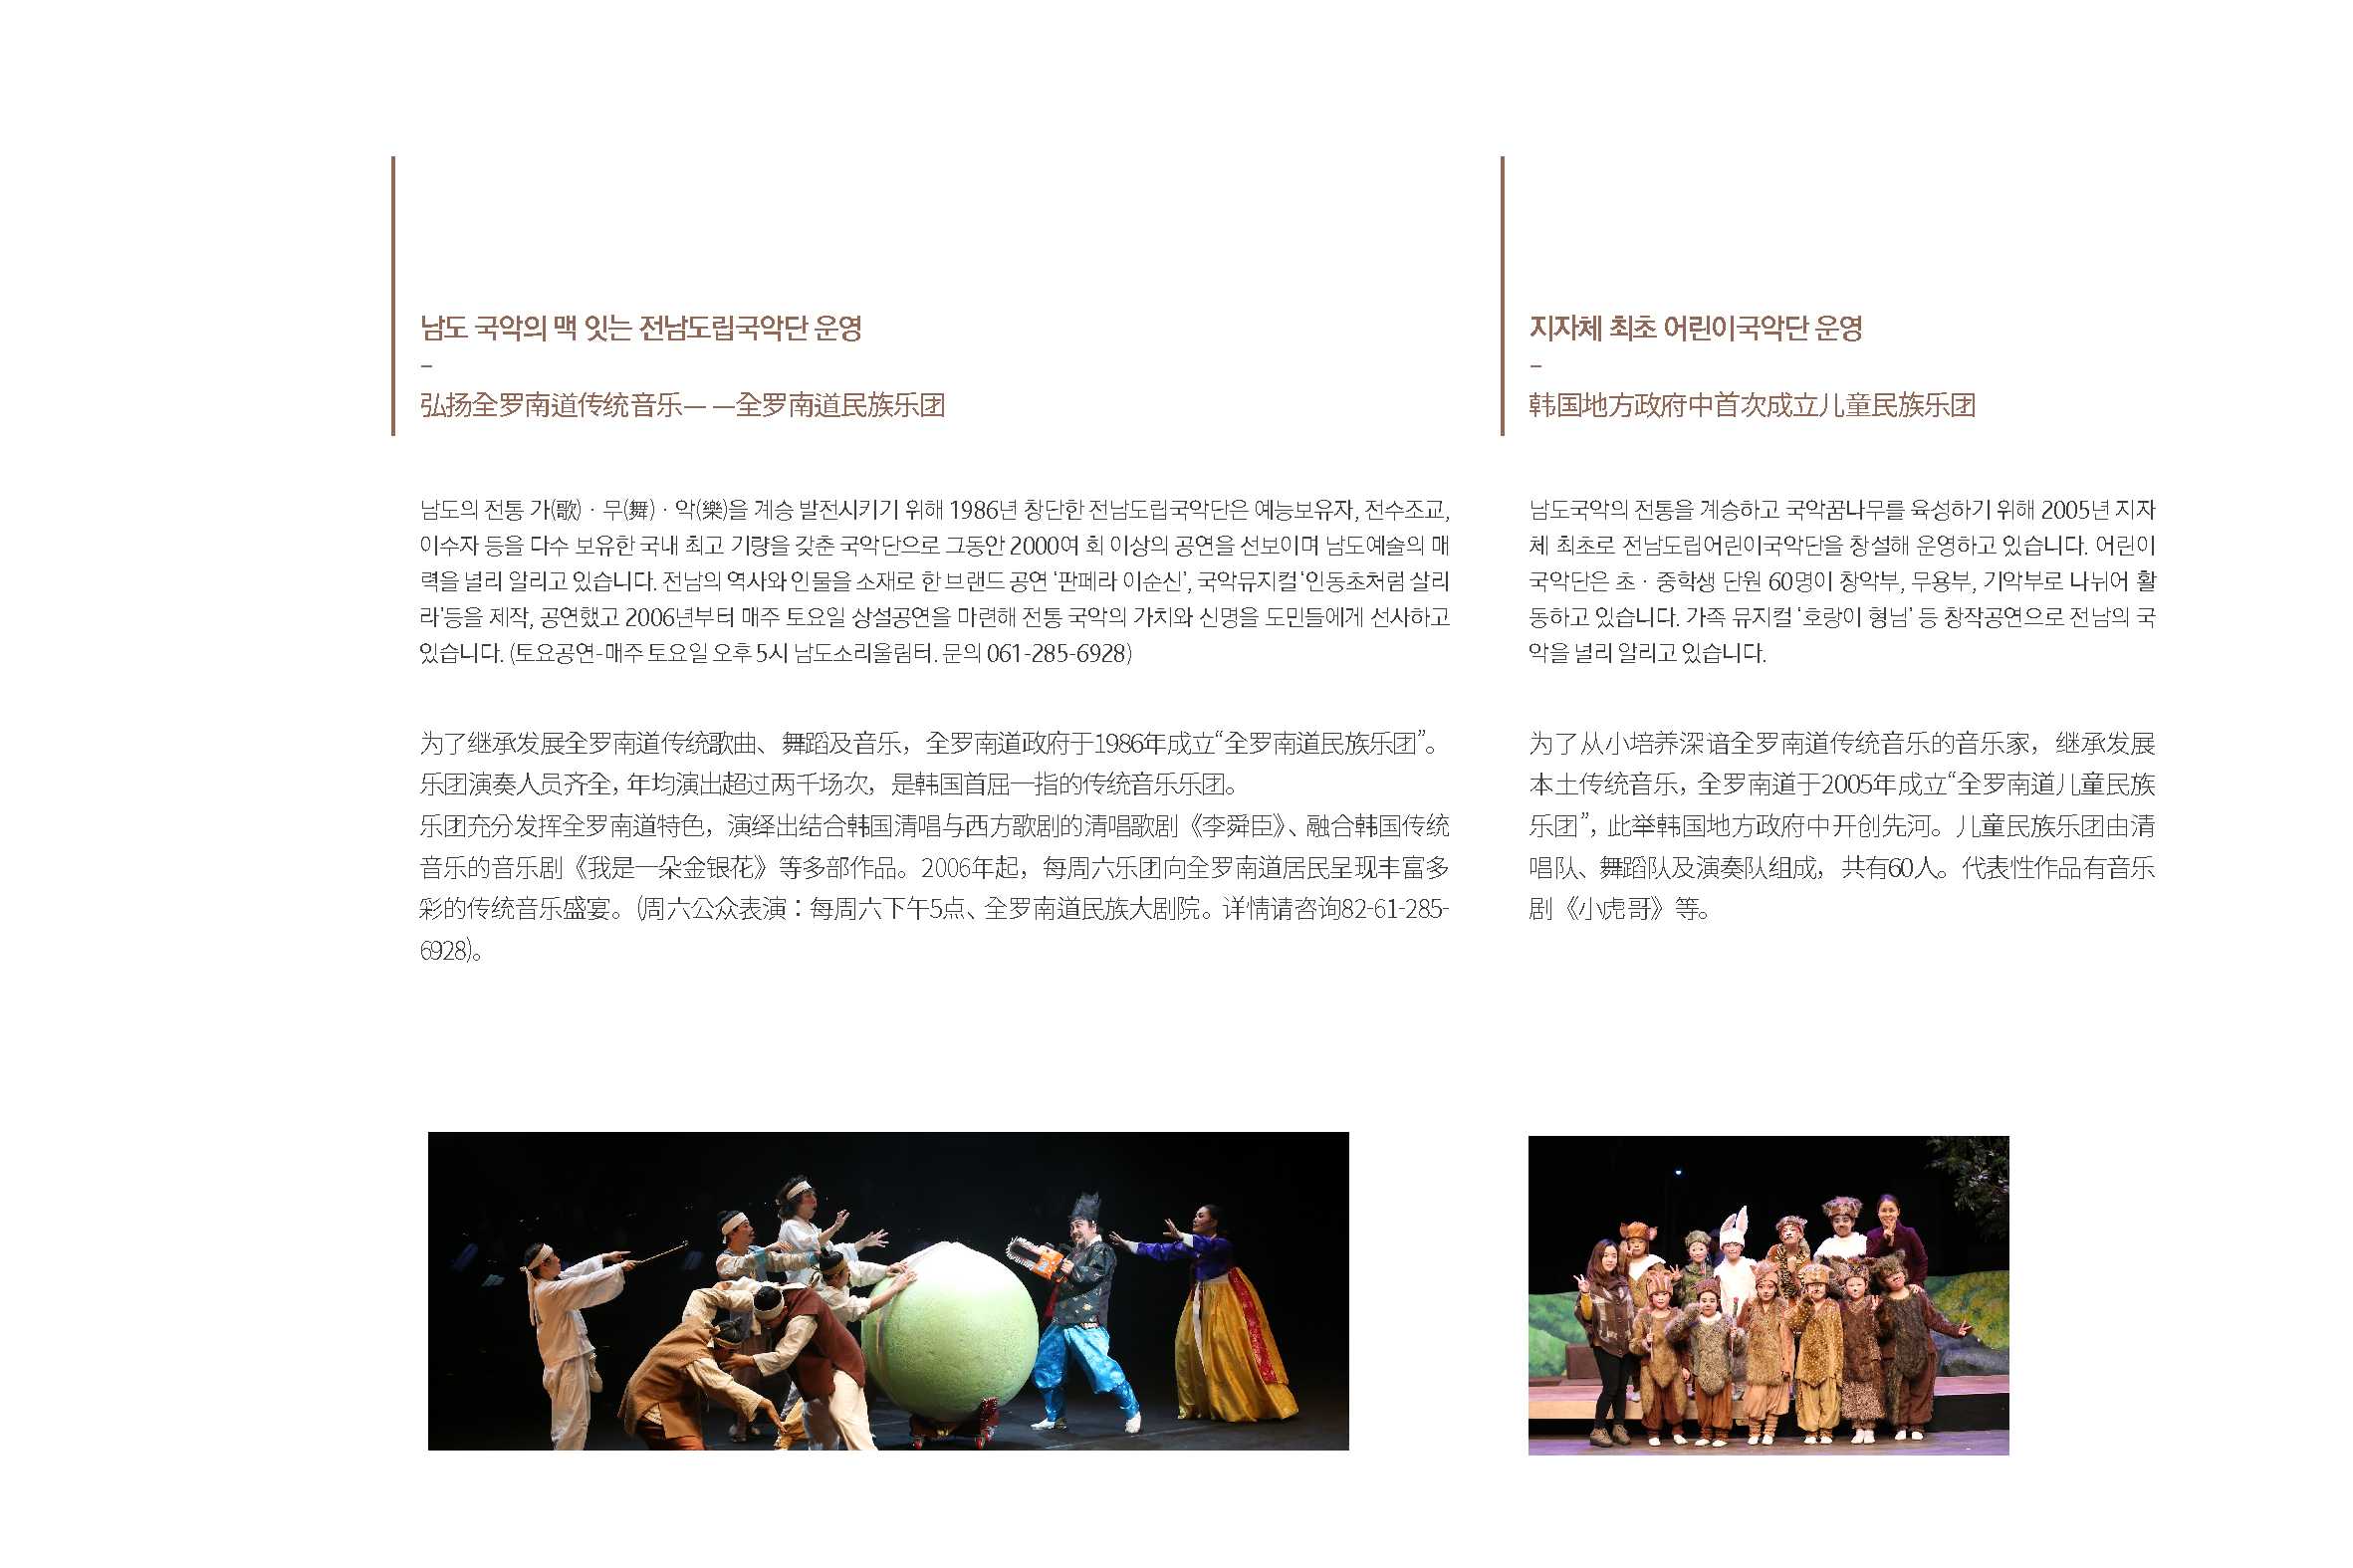 남도 국악의 맥 잇는 전남도립국악단 운영
–
弘扬全罗南道传统音乐— —全罗南道民族乐团
남도의 전통 가(歌) · 무(舞) · 악(樂)을 계승 발전시키기 위해 1986년 창단한 전남도립국악단은 예능보유자, 전수조교,
이수자 등을 다수 보유한 국내 최고 기량을 갖춘 국악단으로 그동안 2000여 회 이상의 공연을 선보이며 남도예술의 매
력을 널리 알리고 있습니다. 전남의 역사와 인물을 소재로 한 브랜드 공연 ‘판페라 이순신’, 국악뮤지컬 ‘인동초처럼 살리
라’등을 제작, 공연했고 2006년부터 매주 토요일 상설공연을 마련해 전통 국악의 가치와 신명을 도민들에게 선사하고
있습니다. (토요공연-매주 토요일 오후 5시 남도소리울림터. 문의 061-285-6928)
为了继承发展全罗南道传统歌曲、舞蹈及音乐，全罗南道政府于1986年成立“全罗南道民族乐团”。
乐团演奏人员齐全, 年均演出超过两千场次，是韩国首屈一指的传统音乐乐团。
乐团充分发挥全罗南道特色，演绎出结合韩国清唱与西方歌剧的清唱歌剧《李舜臣》、融合韩国传统
音乐的音乐剧《我是一朵金银花》等多部作品。2006年起，每周六乐团向全罗南道居民呈现丰富多
彩的传统音乐盛宴。(周六公众表演：每周六下午5点、全罗南道民族大剧院。详情请咨询82-61-285-
6928)。
지자체 최초 어린이국악단 운영
–
韩国地方政府中首次成立儿童民族乐团
남도국악의 전통을 계승하고 국악꿈나무를 육성하기 위해 2005년 지자
체 최초로 전남도립어린이국악단을 창설해 운영하고 있습니다. 어린이
국악단은 초 · 중학생 단원 60명이 창악부, 무용부, 기악부로 나뉘어 활
동하고 있습니다. 가족 뮤지컬 ‘호랑이 형님’ 등 창작공연으로 전남의 국
악을 널리 알리고 있습니다.
为了从小培养深谙全罗南道传统音乐的音乐家，继承发展
本土传统音乐, 全罗南道于2005年成立“全罗南道儿童民族
乐团”, 此举韩国地方政府中开创先河。儿童民族乐团由清
唱队、舞蹈队及演奏队组成，共有60人。代表性作品有音乐
剧《小虎哥》等。